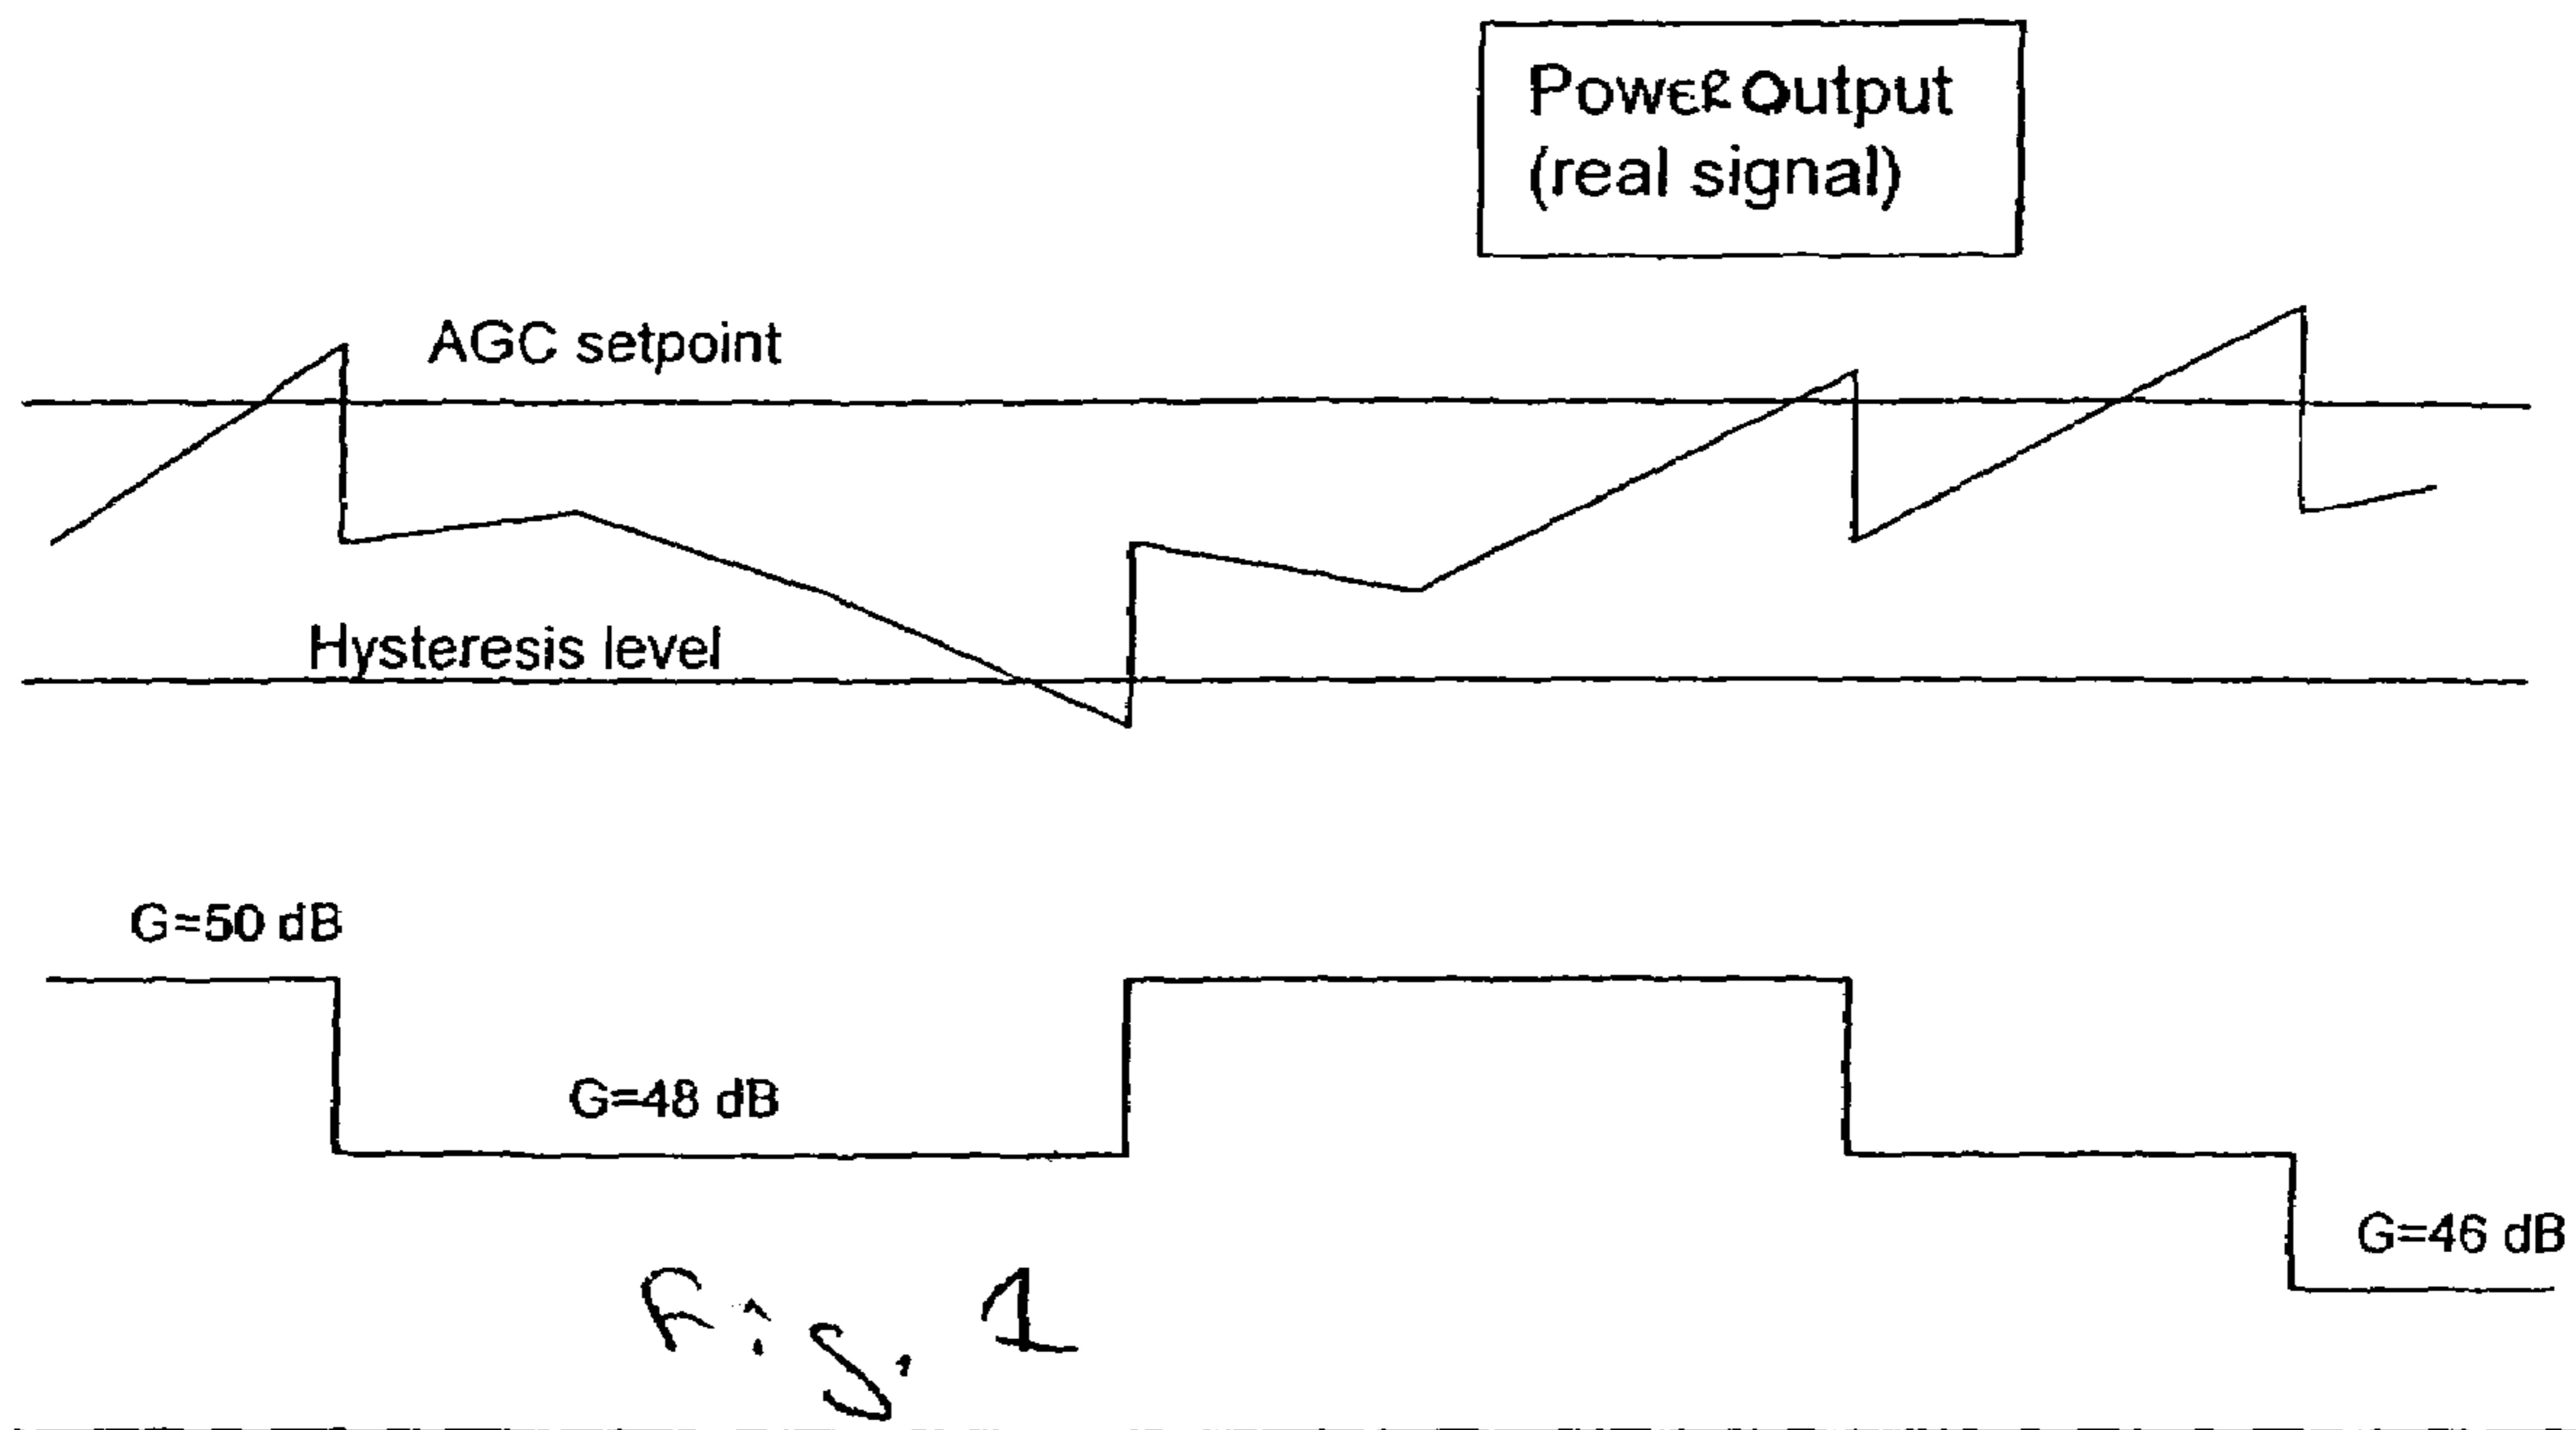 Power Output
(real signal)
AGC setpoint
Hysteresis level
G=50 dB
G=48 dB
G=46 dB
Fig. 1